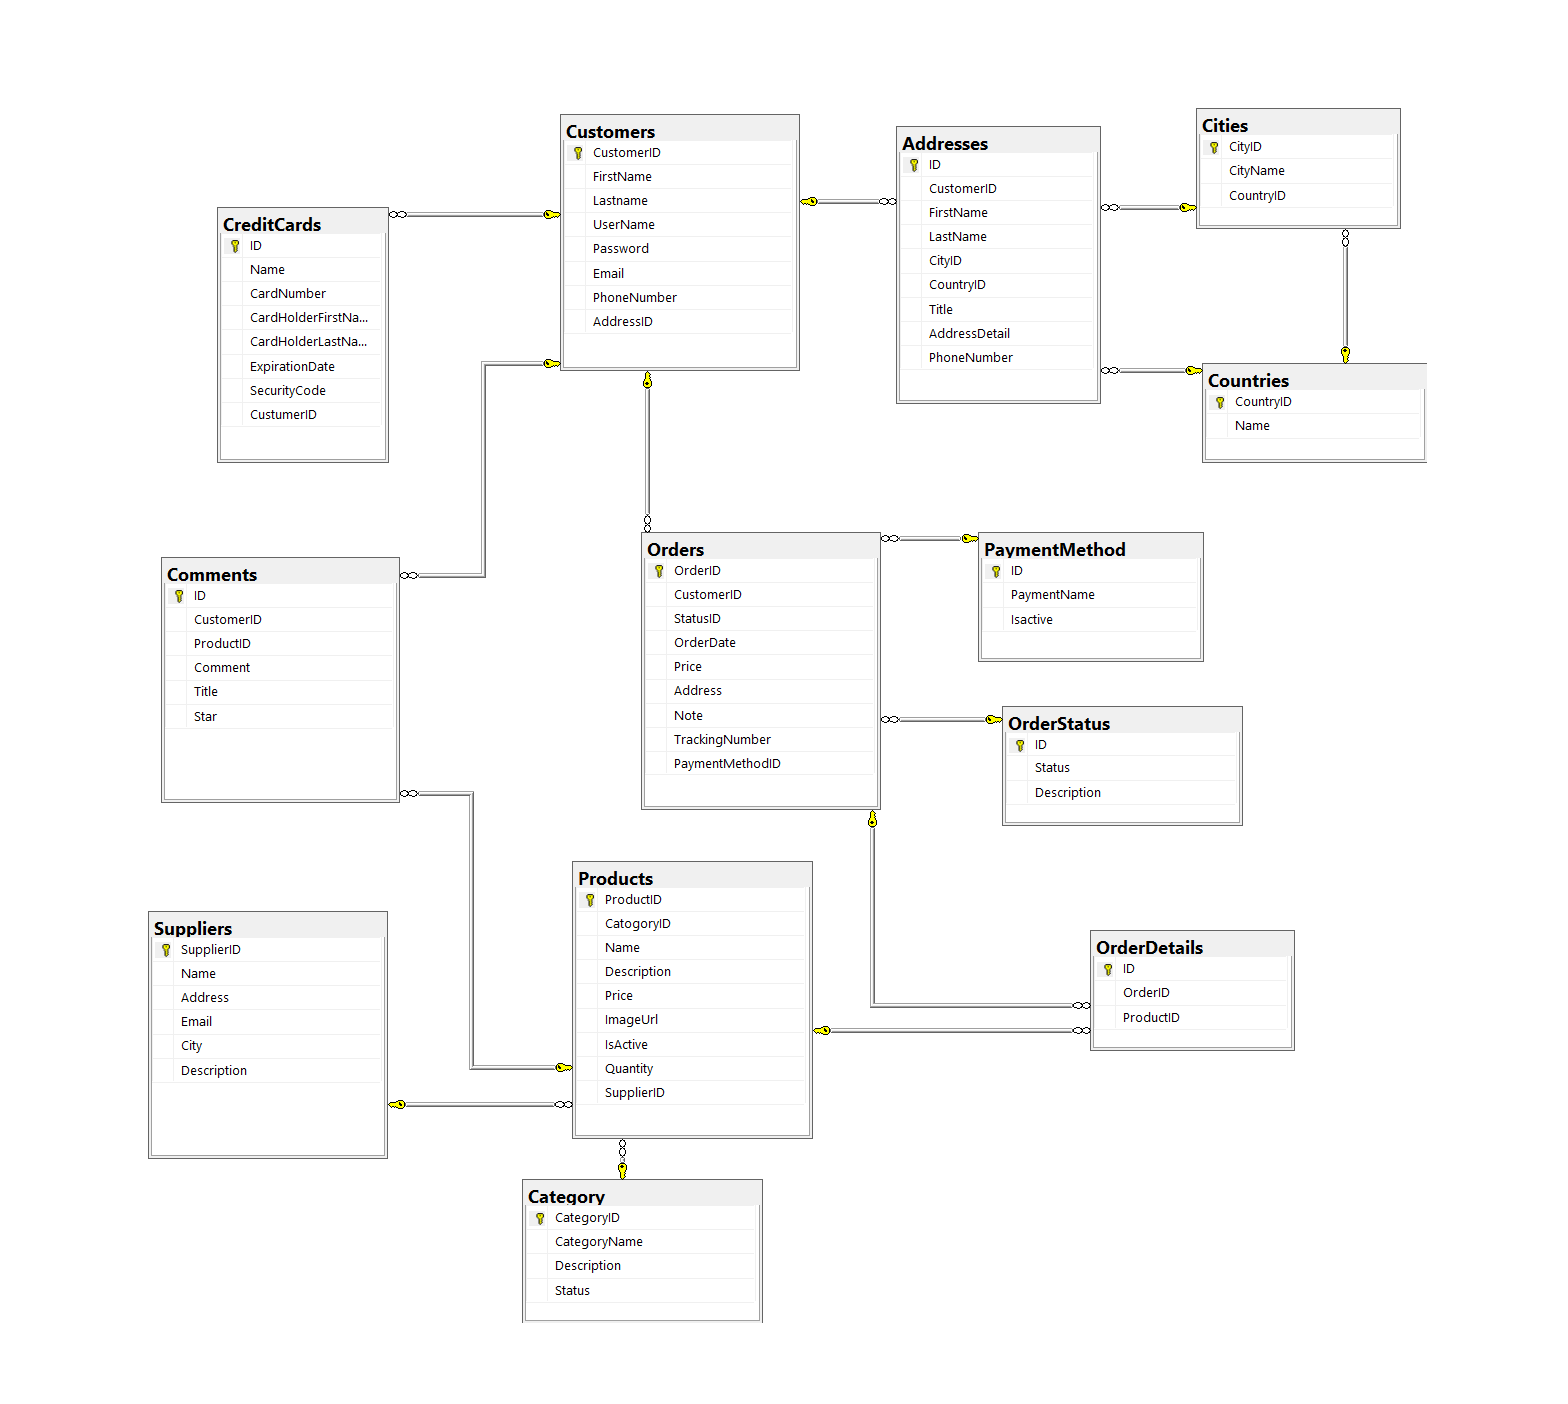 Customers
CustomerID
FirstName
Lastname
UserName
Password
Email
PhoneNumber
AddressID
Addresses
ID
CustomerID
FirstName
LastName
CityID
CountryID
Title
AddressDetail
PhoneNumber
Cities
CityID
CityName
CountryID
CreditCards
ID
Name
CardNumber
CardHolderFirstNa...
CardHolderLastNa...
ExpirationDate
SecurityCode
CustumerID
Countries
CountryID
Name
Orders
OrderID
CustomerID
StatusID
OrderDate
Price
Address
Note
TrackingNumber
PaymentMethodID
PaymentMethod
ID
PaymentName
Isactive
Comments
ID
CustomerID
ProductID
Comment
Title
Star
OrderStatus
ID
Status
Description
Products
ProductID
CatogoryID
Name
Description
Price
ImageUrl
IsActive
Quantity
SupplierID
Suppliers
SupplierID
Name
Address
Email
City
Description
OrderDetails
ID
OrderID
ProductID
Category
CategoryID
CategoryName
Description
Status